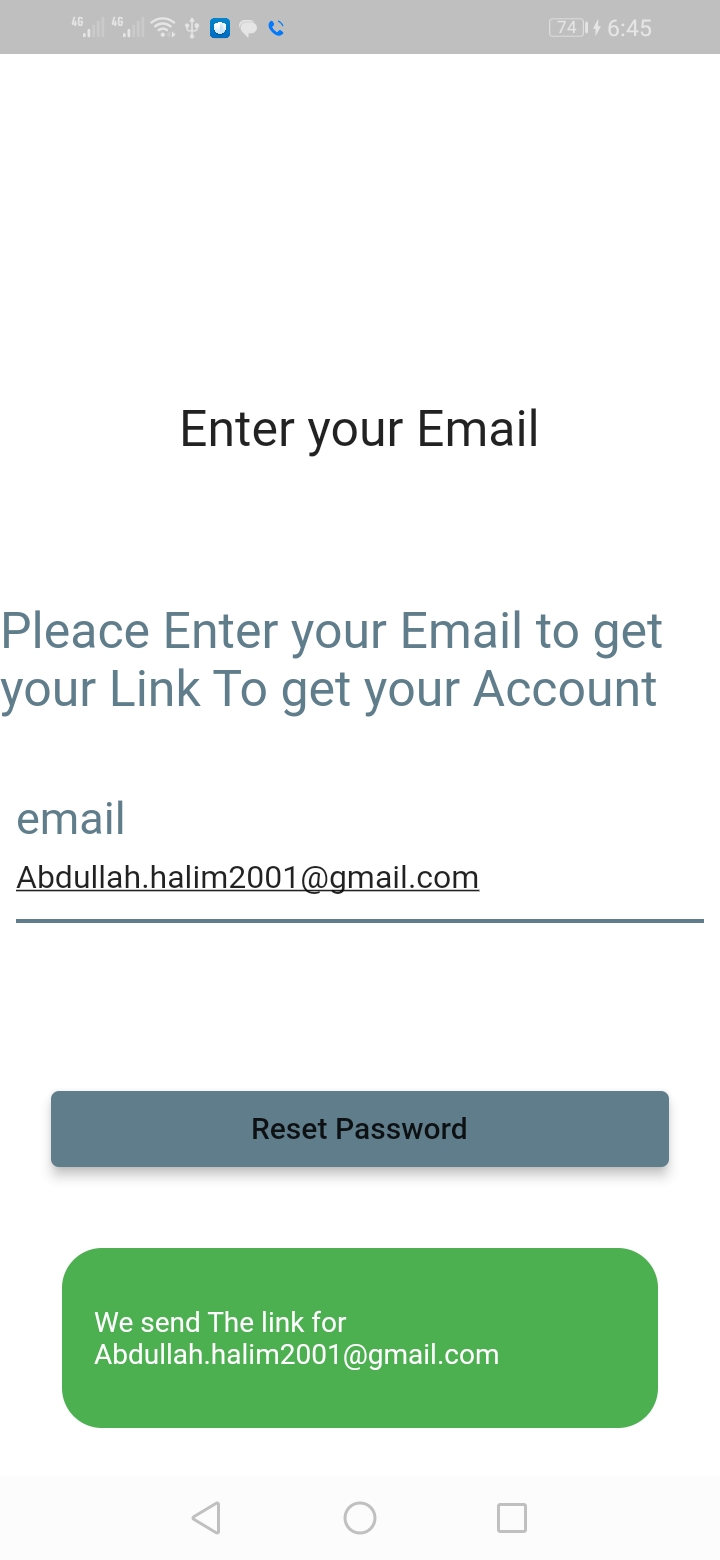 4G 4G 74 6:45
Enter your Email
Pleace Enter your Email to get
your Link To get your Account
email
Abdullah.halim2001@gmail.com
Reset Password
We send The link for
Abdullah.halim2001@gmail.com